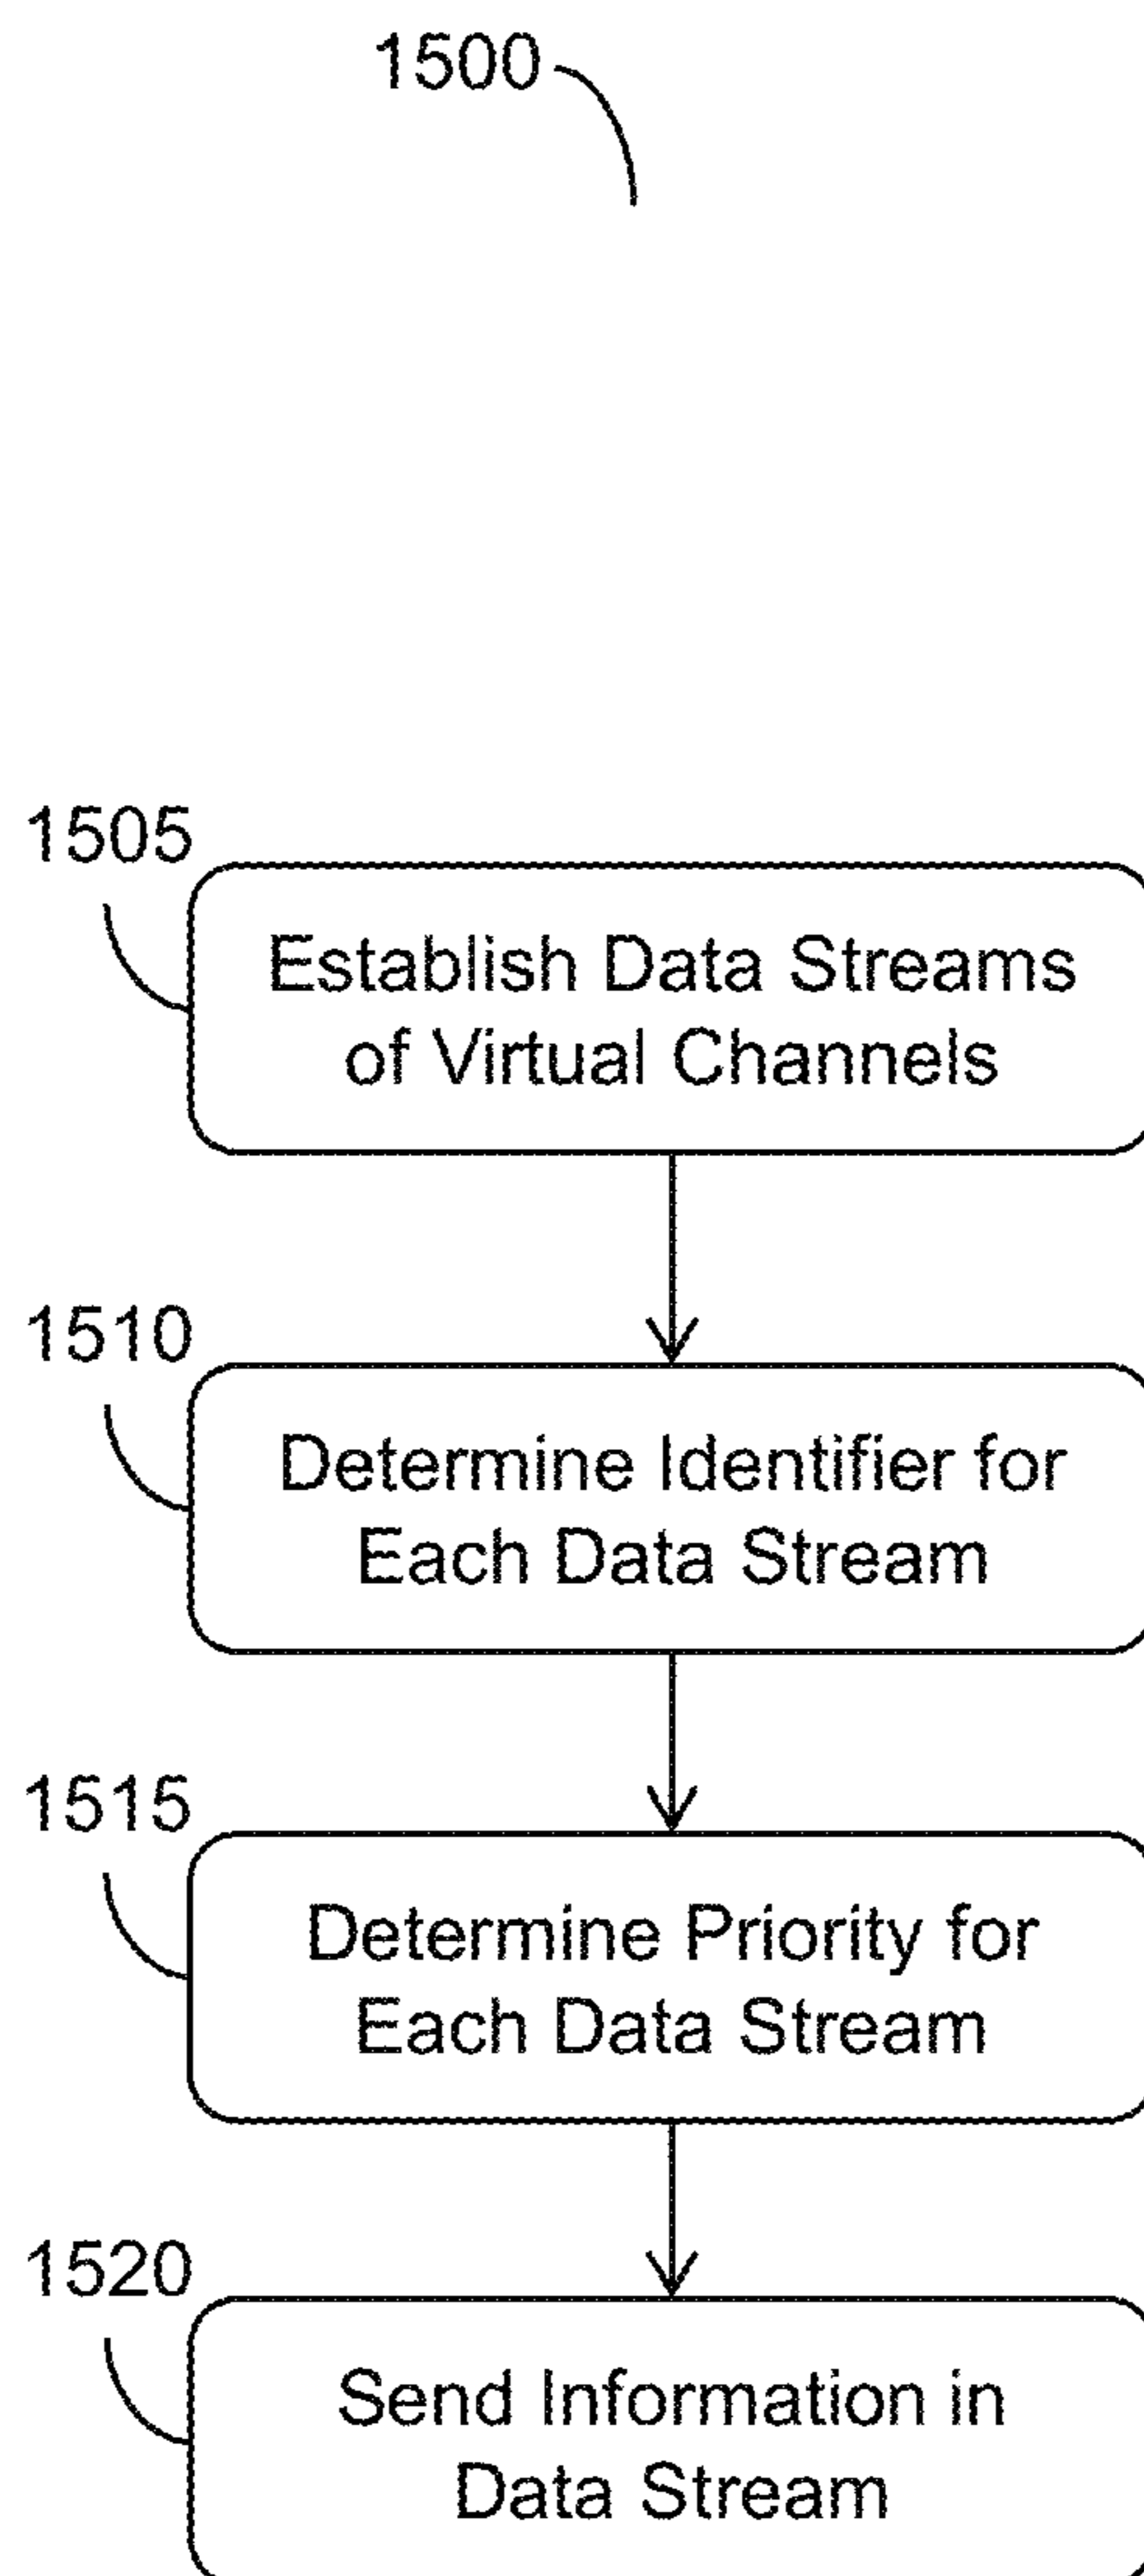 1500
1505
Establish Data Streams
of Virtual Channels
1510
Determine Identifier for
Each Data Stream
1515
Determine Priority for
Each Data Stream
1520
Send Information in
Data Stream